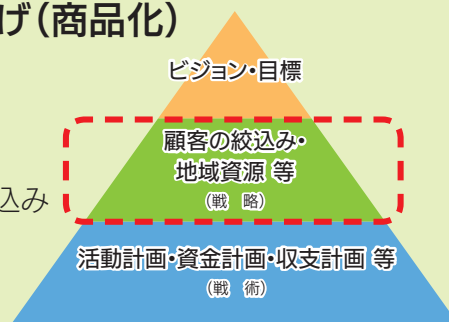 げ(商品化)
ビジョン・目標
顧客の絞込み・
地域資源 等
(戦 略)
込み
活動計画・資金計画・収支計画 等
(戦 術)